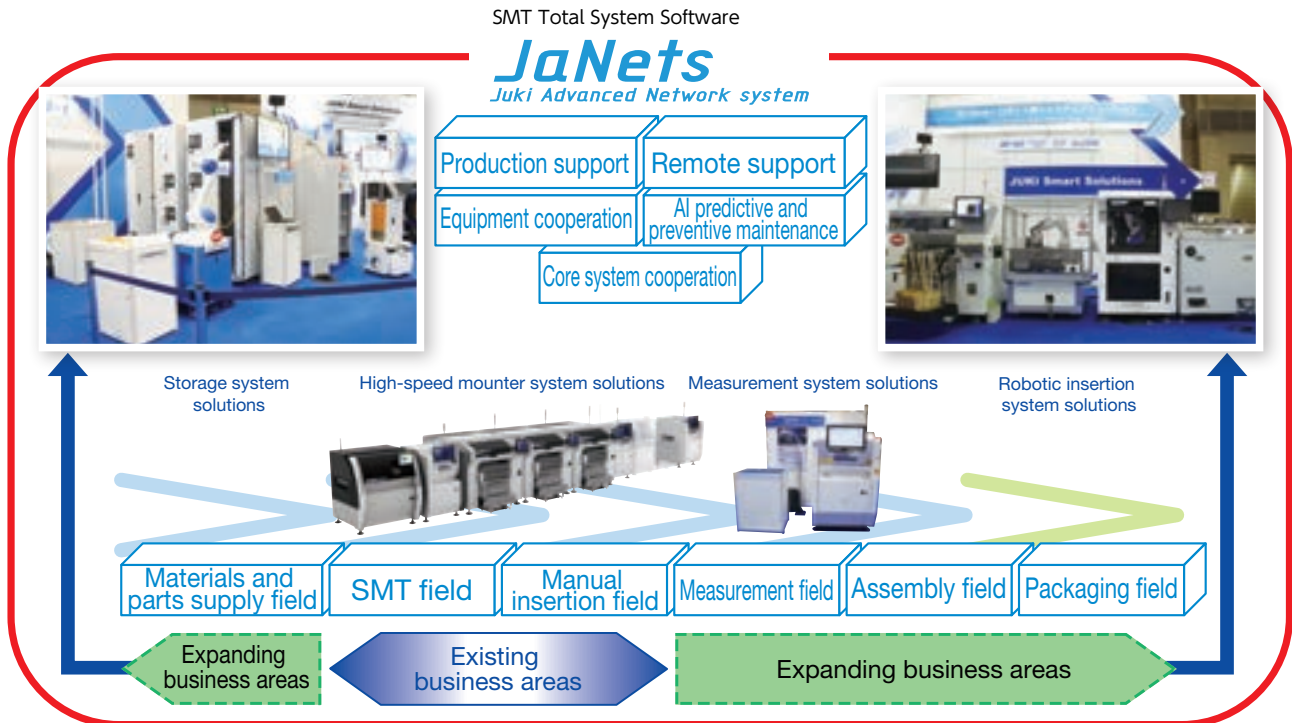 SMT Total System Software
JaNets
Juki Advanced Network system
Production support
Remote support
Equipment cooperation
AI predictive and
preventive maintenance
Core system cooperation
JUKI Smart Solutions
Storage system
solutions
High-speed mounter system solutions
Measurement system solutions
Robotic insertion
system solutions
Materials and
parts supply field
SMT field
Manual
insertion field
Measurement field
Assembly field
Packaging field
Expanding
business areas
Existing
business areas
Expanding business areas